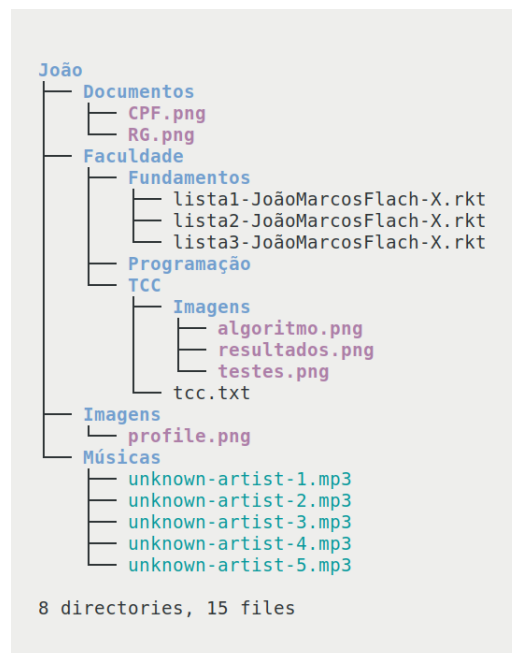 João
Documentos
CPF.png
RG.png
Faculdade
Fundamentos
lista1-JoãoMarcosFlach-X.rkt
lista2-JoãoMarcosFlach-X.rkt
lista3-JoãoMarcosFlach-X.rkt
Programação
TCC
Imagens
algoritmo.png
resultados.png
testes.png
tcc.txt
Imagens
profile.png
Músicas
unknown-artist-1.mp3
unknown-artist-2.mp3
unknown-artist-3.mp3
unknown-artist-4.mp3
unknown-artist-5.mp3
8 directories, 15 files